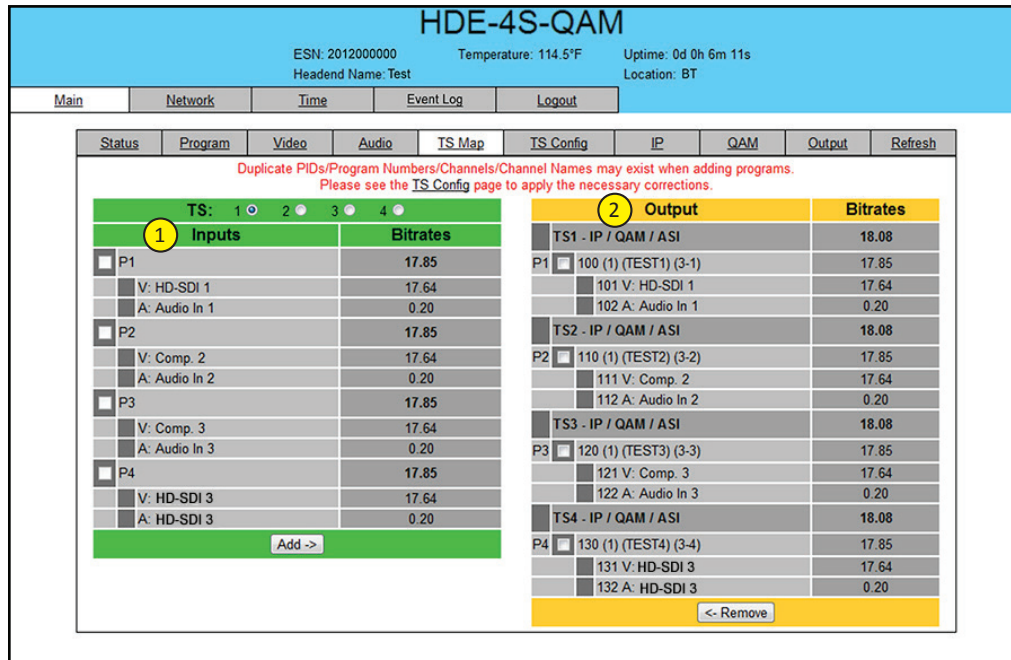 HDE-4S-QAM
ESN: 2012000000 Temperature: 114.5°F Uptime: 0d 0h 6m 11s
Headend Name: Test Location: BT
Main Network Time Event Log Logout
Status Program Video Audio TS Map TS Config IP QAM Output Refresh
Duplicate PIDs/Program Numbers/Channels/Channel Names may exist when adding programs.
Please see the TS Config page to apply the necessary corrections.
TS: 1 2 3 4
1 Inputs Bitrates
P1 17.85
V: HD-SDI 1 17.64
A: Audio In 1 0.20
P2 17.85
V: Comp. 2 17.64
A: Audio In 2 0.20
P3 17.85
V: Comp. 3 17.64
A: Audio In 3 0.20
P4 17.85
V: HD-SDI 3 17.64
A: HD-SDI 3 0.20
Add ->
2 Output Bitrates
TS1 - IP / QAM / ASI 18.08
P1 100 (1) (TEST1) (3-1) 17.85
101 V: HD-SDI 1 17.64
102 A: Audio In 1 0.20
TS2 - IP / QAM / ASI 18.08
P2 110 (1) (TEST2) (3-2) 17.85
111 V: Comp. 2 17.64
112 A: Audio In 2 0.20
TS3 - IP / QAM / ASI 18.08
P3 120 (1) (TEST3) (3-3) 17.85
121 V: Comp. 3 17.64
122 A: Audio In 3 0.20
TS4 - IP / QAM / ASI 18.08
P4 130 (1) (TEST4) (3-4) 17.85
131 V: HD-SDI 3 17.64
132 A: HD-SDI 3 0.20
<- Remove